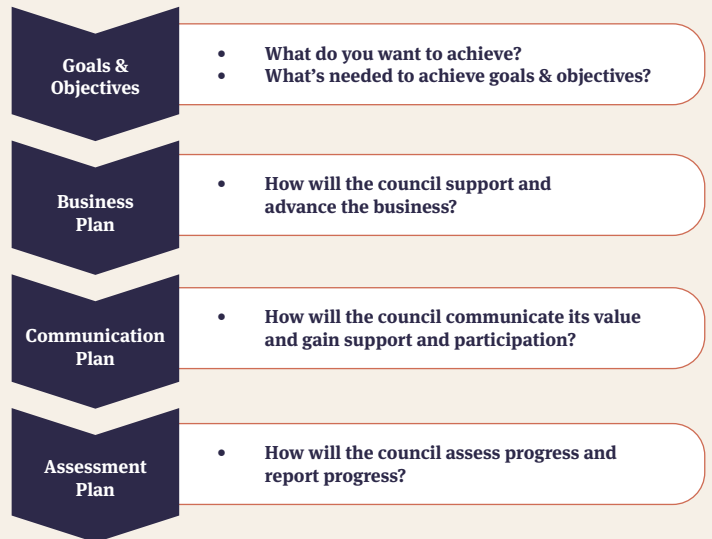 Goals &
Objectives
• What do you want to achieve?
• What’s needed to achieve goals & objectives?
Business
Plan
• How will the council support and
advance the business?
Communication
Plan
• How will the council communicate its value
and gain support and participation?
Assessment
Plan
• How will the council assess progress and
report progress?